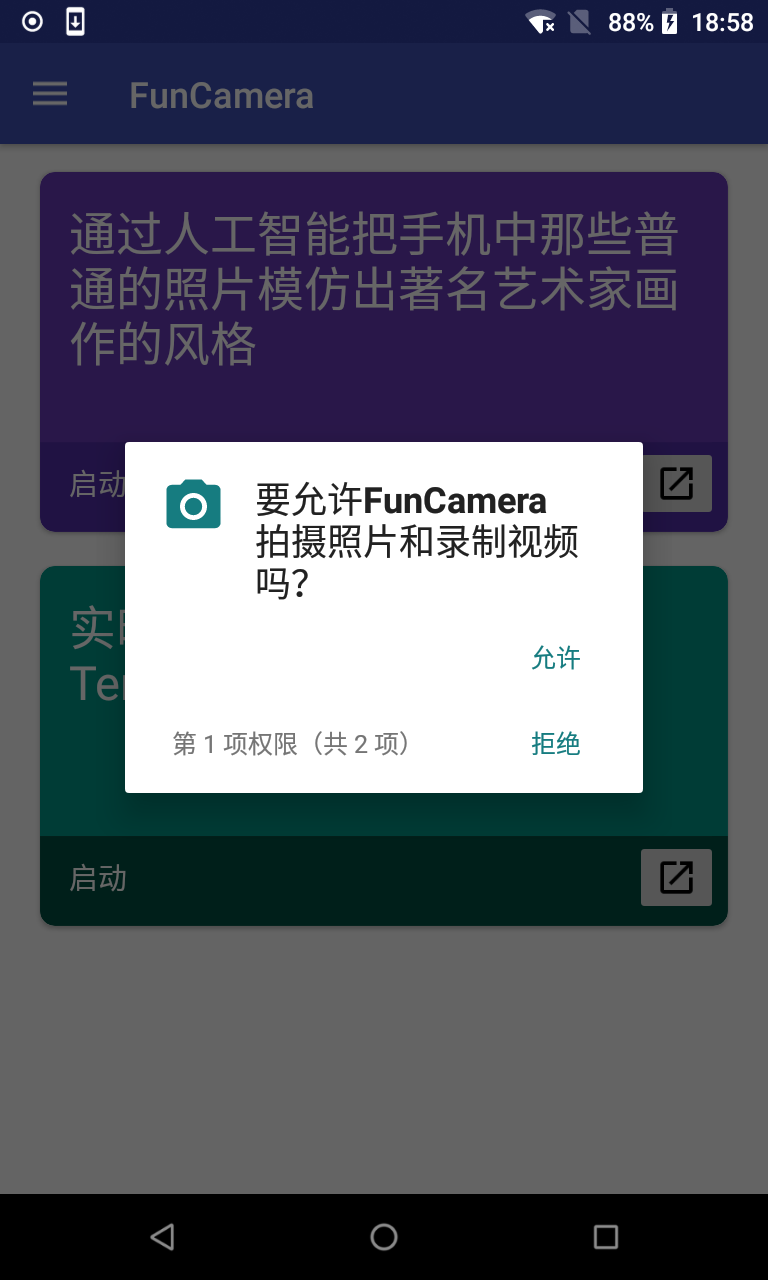 88% 18:58
FunCamera
通过人工智能把手机中那些普
通的照片模仿出著名艺术家画
作的风格
启动
要允许FunCamera
拍摄照片和录制视频
吗？
允许
第 1 项权限（共 2 项）
拒绝
实
Te
启动